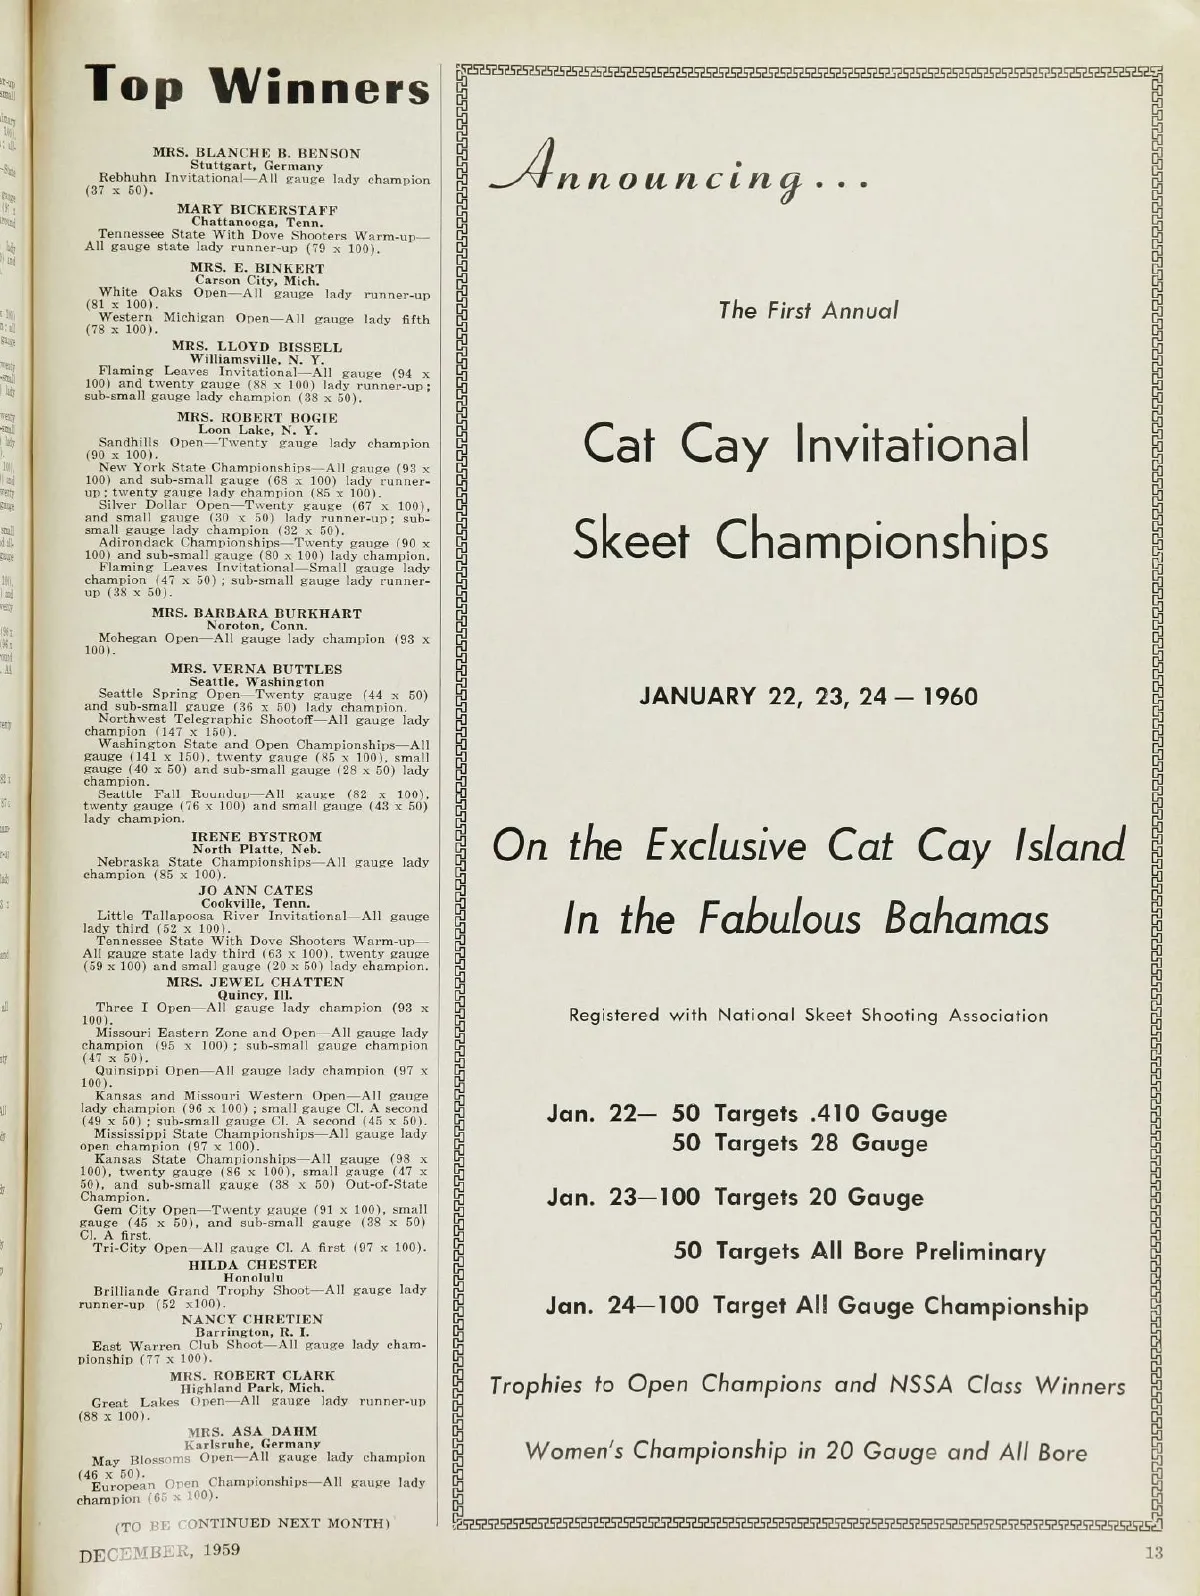 Top Winners
MRS. BLANCHE B. BENSON
Stuttgart, Germany
Rebhuhn Invitational—All gauge lady champion
(37 x 50).
MARY BICKERSTAFF
Chattanooga, Tenn.
Tennessee State With Dove Shooters Warm-up—
All gauge state lady runner-up (79 x 100).
MRS. E. BINKERT
Carson City, Mich.
White Oaks Open—All gauge lady runner-up
(81 x 100).
Western Michigan Open—All gauge lady fifth
(78 x 100).
MRS. LLOYD BISSELL
Williamsville, N. Y.
Flaming Leaves Invitational—All gauge (94 x
100) and twenty gauge (88 x 100) lady runner-up;
sub-small gauge lady champion (38 x 50).
MRS. ROBERT BOGIE
Loon Lake, N. Y.
Sandhills Open—Twenty gauge lady champion
(90 x 100).
New York State Championships—All gauge (93 x
100) and sub-small gauge (68 x 100) lady runner-
up; twenty gauge lady champion (85 x 100).
Silver Dollar Open—Twenty gauge (67 x 100),
and small gauge (30 x 50) lady runner-up; sub-
small gauge lady champion (32 x 50).
Adirondack Championships—Twenty gauge (90 x
100) and sub-small gauge (80 x 100) lady champion.
Flaming Leaves Invitational—Small gauge lady
champion (47 x 50); sub-small gauge lady runner-
up (38 x 50).
MRS. BARBARA BURKHART
Noroton, Conn.
Mohegan Open—All gauge lady champion (93 x
100).
MRS. VERNA BUTTLES
Seattle, Washington
Seattle Spring Open—Twenty gauge (44 x 50)
and sub-small gauge (36 x 50) lady champion.
Northwest Telegraphic Shootoff—All gauge lady
champion (147 x 150).
Washington State and Open Championships—All
gauge (141 x 150), twenty gauge (85 x 100), small
gauge (40 x 50) and sub-small gauge (28 x 50) lady
champion.
Seattle Fall Roundup—All gauge (82 x 100),
twenty gauge (76 x 100) and small gauge (43 x 50)
lady champion.
IRENE BYSTROM
North Platte, Neb.
Nebraska State Championships—All gauge lady
champion (85 x 100).
JO ANN CATES
Cookville, Tenn.
Little Tallapoosa River Invitational—All gauge
lady third (52 x 100).
Tennessee State With Dove Shooters Warm-up—
All gauge state lady third (63 x 100), twenty gauge
(59 x 100) and small gauge (20 x 50) lady champion.
MRS. JEWEL CHATTEN
Quincy, Ill.
Three I Open—All gauge lady champion (93 x
100).
Missouri Eastern Zone and Open—All gauge lady
champion (95 x 100); sub-small gauge champion
(47 x 50).
Quinsippi Open—All gauge lady champion (97 x
100).
Kansas and Missouri Western Open—All gauge
lady champion (96 x 100); small gauge Cl. A second
(49 x 50); sub-small gauge Cl. A second (45 x 50).
Mississippi State Championships—All gauge lady
open champion (97 x 100).
Kansas State Championships—All gauge (98 x
100), twenty gauge (86 x 100), small gauge (47 x
50), and sub-small gauge (38 x 50) Out-of-State
Champion.
Gem City Open—Twenty gauge (91 x 100), small
gauge (45 x 50), and sub-small gauge (38 x 50)
Cl. A first.
Tri-City Open—All gauge Cl. A first (97 x 100).
HILDA CHESTER
Honolulu
Brilliande Grand Trophy Shoot—All gauge lady
runner-up (52 x100).
NANCY CHRETIEN
Barrington, R. I.
East Warren Club Shoot—All gauge lady cham-
pionship (77 x 100).
MRS. ROBERT CLARK
Highland Park, Mich.
Great Lakes Open—All gauge lady runner-up
(88 x 100).
MRS. ASA DAHM
Karlsruhe, Germany
May Blossoms Open—All gauge lady champion
(46 x 50).
European Open Championships—All gauge lady
champion (65 x 100).
(TO BE CONTINUED NEXT MONTH)
Announcing...
The First Annual
Cat Cay Invitational
Skeet Championships
JANUARY 22, 23, 24 — 1960
On the Exclusive Cat Cay Island
In the Fabulous Bahamas
Registered with National Skeet Shooting Association
Jan. 22— 50 Targets .410 Gauge
50 Targets 28 Gauge
Jan. 23—100 Targets 20 Gauge
50 Targets All Bore Preliminary
Jan. 24—100 Target All Gauge Championship
Trophies to Open Champions and NSSA Class Winners
Women's Championship in 20 Gauge and All Bore
DECEMBER, 1959
13